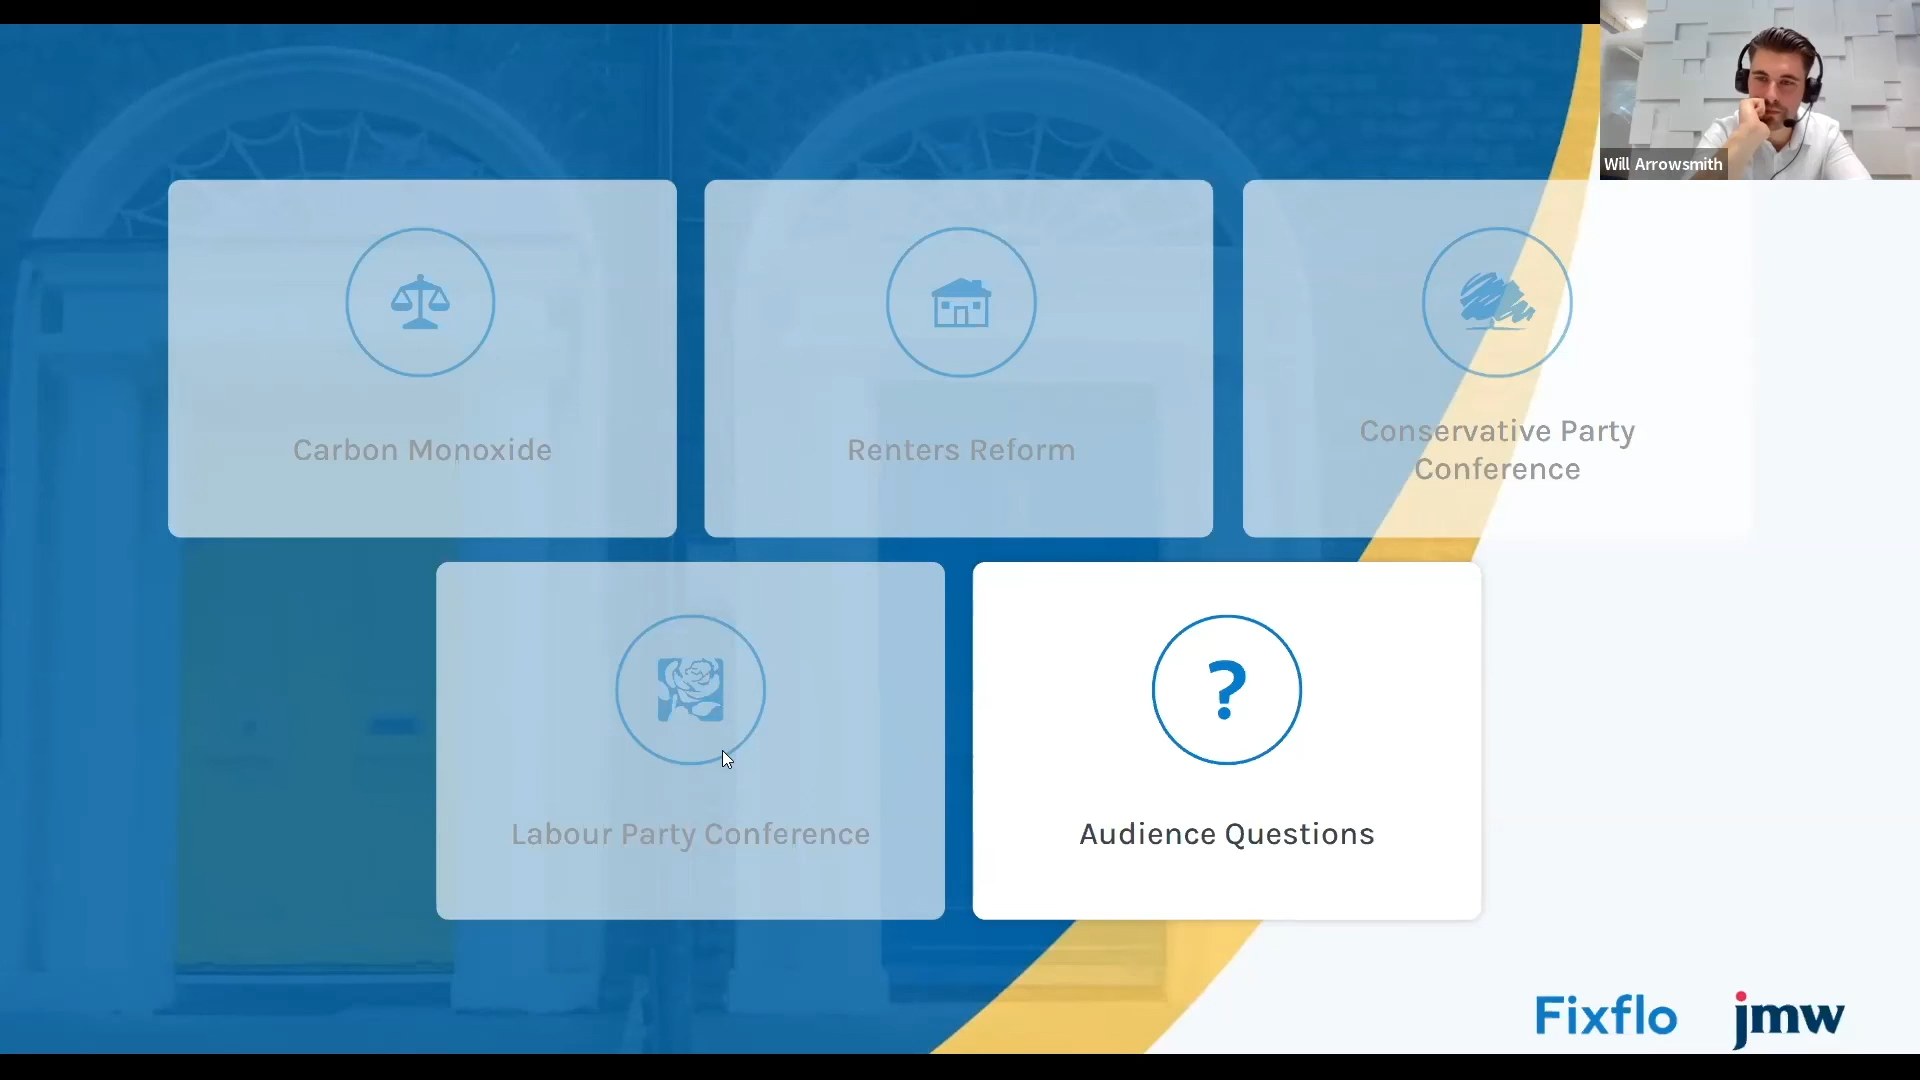 Will Arrowsmith
Carbon Monoxide
Renters Reform
Conservative Party
Conference
Labour Party Conference
?
Audience Questions
Fixflo
jmw